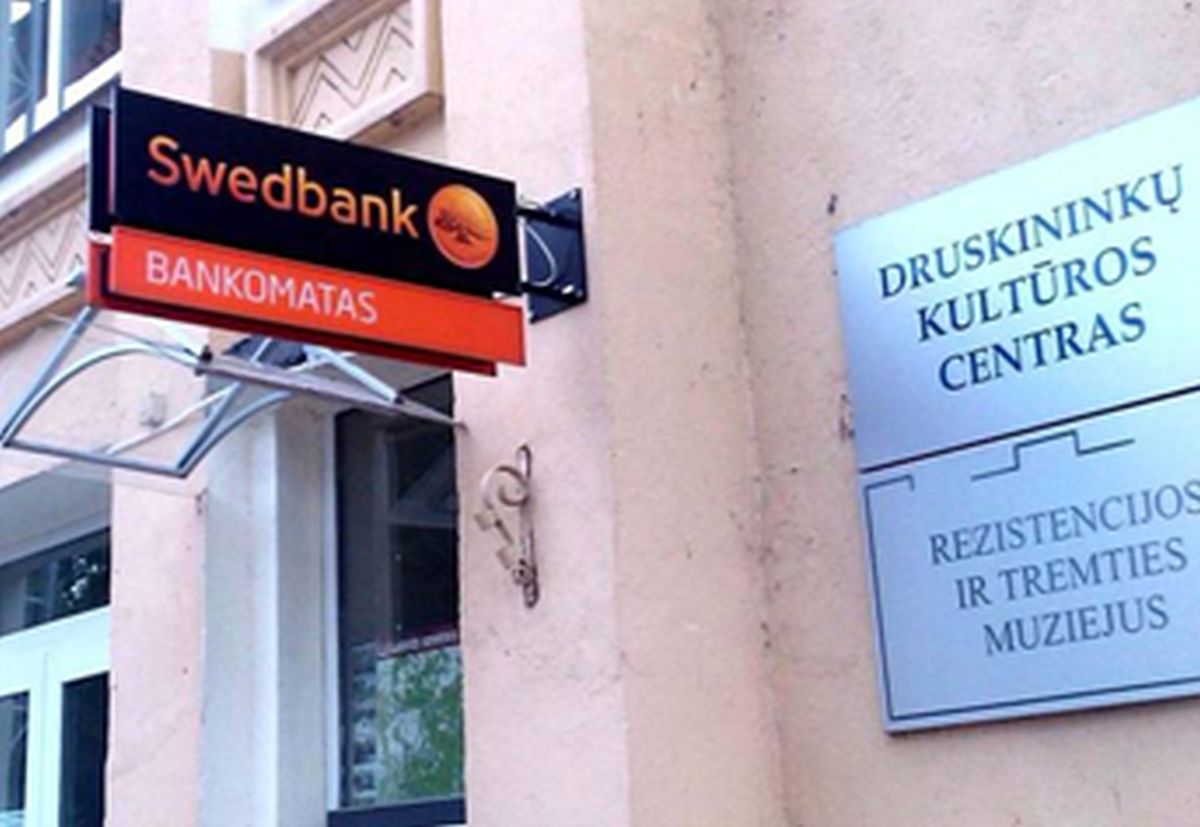 Swedbank
BANKOMATAS
DRUSKININKŲ
KULTŪROS
CENTRAS
REZISTENCIJOS
IR TREMTIES
MUZIEJUS